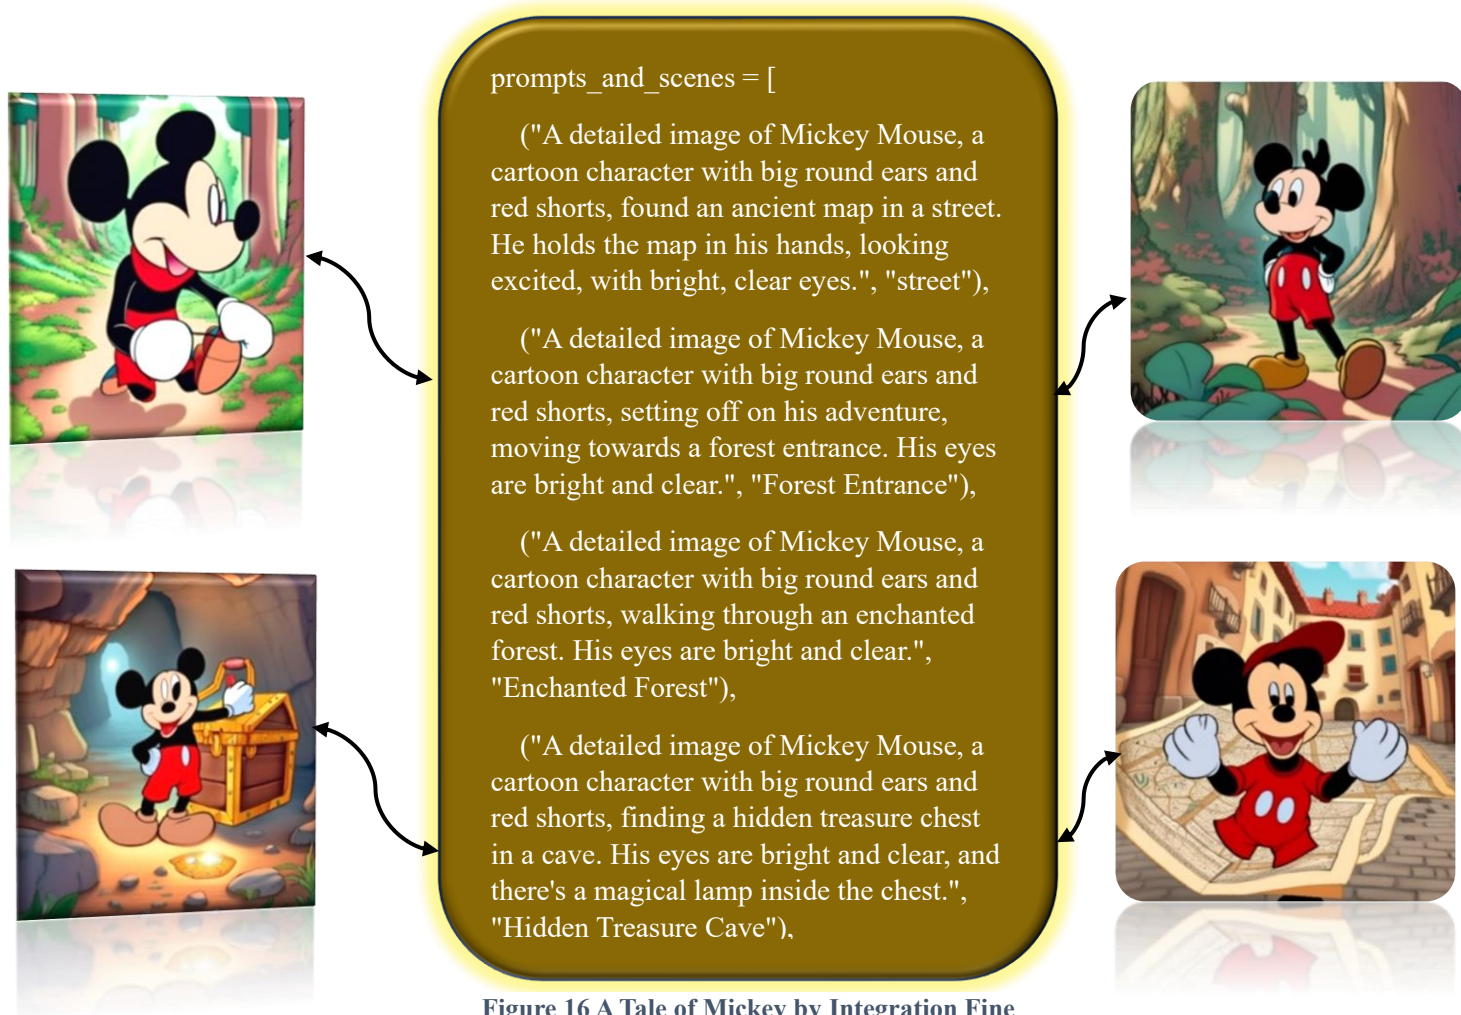 prompts_and_scenes = [
("A detailed image of Mickey Mouse, a
cartoon character with big round ears and
red shorts, found an ancient map in a street.
He holds the map in his hands, looking
excited, with bright, clear eyes.", "street"),
("A detailed image of Mickey Mouse, a
cartoon character with big round ears and
red shorts, setting off on his adventure,
moving towards a forest entrance. His eyes
are bright and clear.", "Forest Entrance"),
("A detailed image of Mickey Mouse, a
cartoon character with big round ears and
red shorts, walking through an enchanted
forest. His eyes are bright and clear.",
"Enchanted Forest"),
("A detailed image of Mickey Mouse, a
cartoon character with big round ears and
red shorts, finding a hidden treasure chest
in a cave. His eyes are bright and clear, and
there's a magical lamp inside the chest.",
"Hidden Treasure Cave"),
Figure 16 A Tale of Mickey by Integration Fine